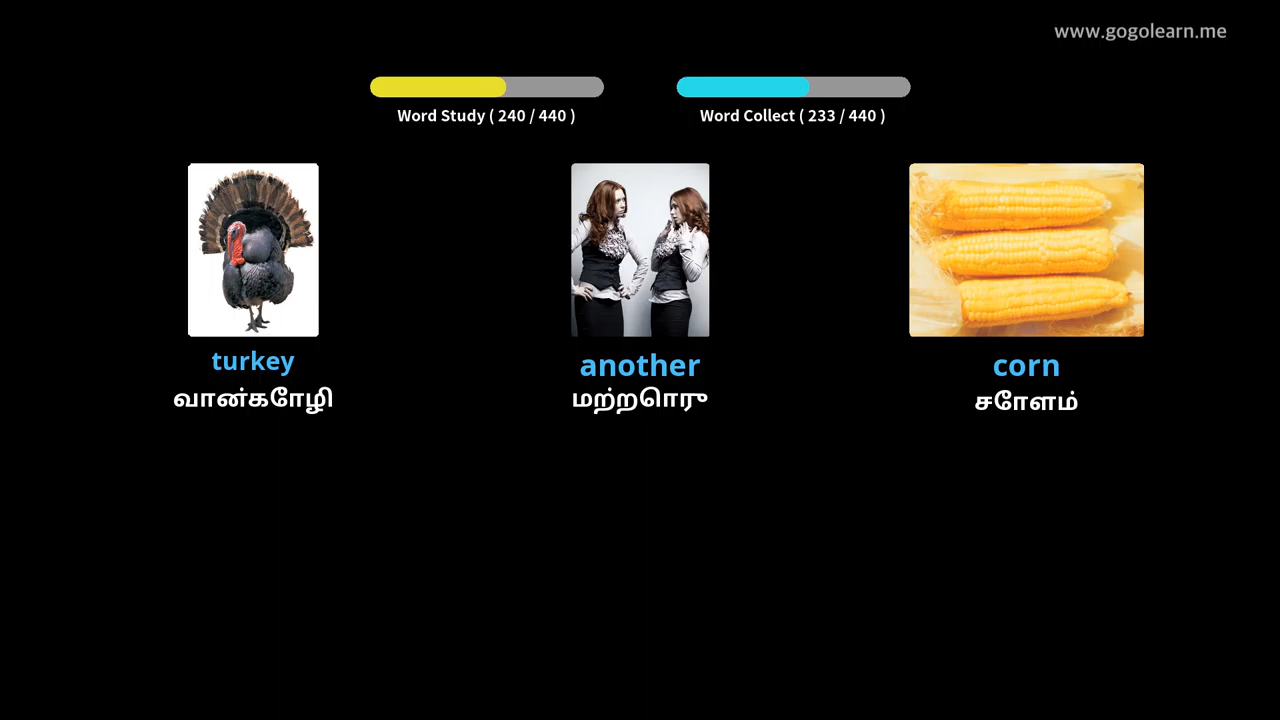 www.gogolearn.me
Word Study ( 240 / 440 )
Word Collect ( 233 / 440 )
turkey
வான்கோழி
another
மற்றொரு
corn
சோளம்